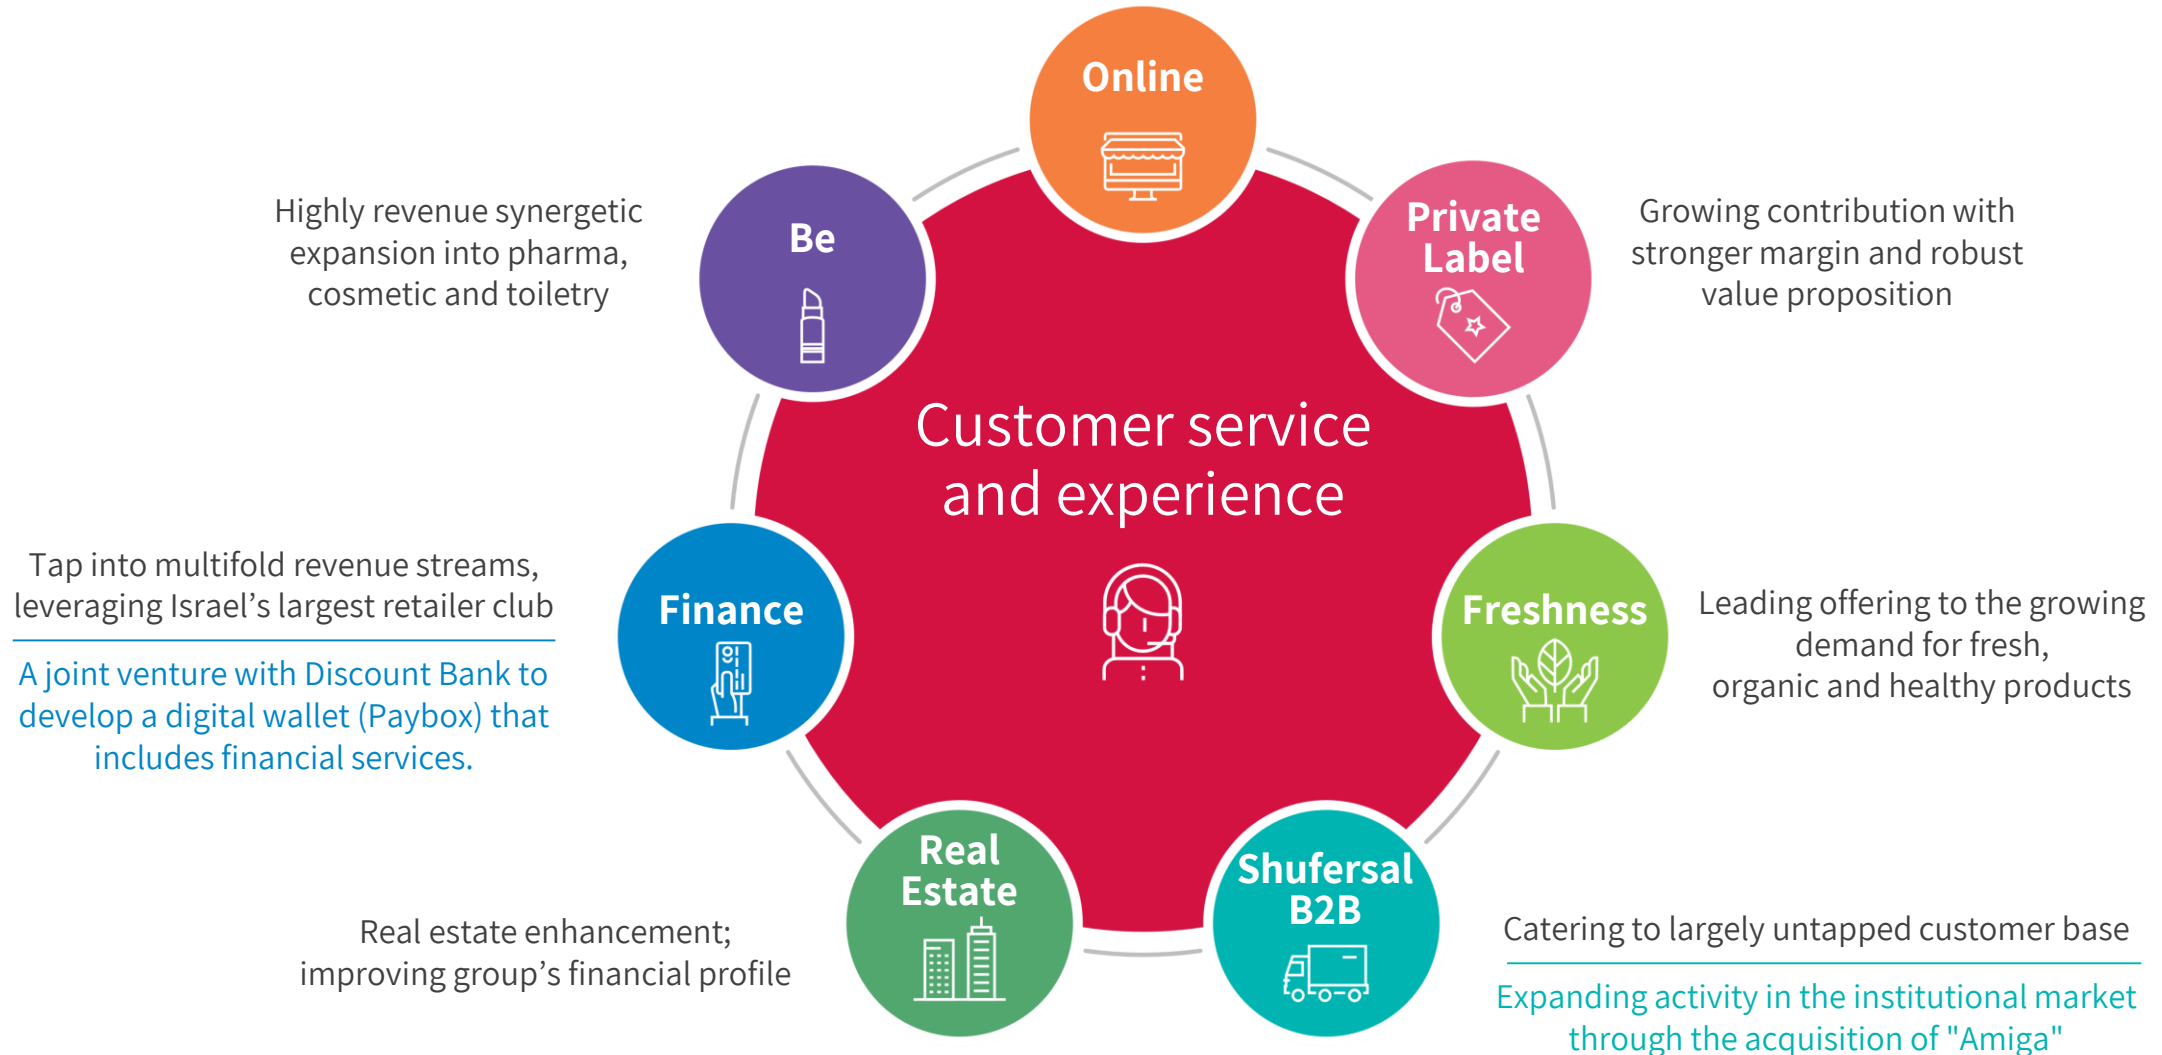 Online
Be
Highly revenue synergetic
expansion into pharma,
cosmetic and toiletry
Private
Label
Growing contribution with
stronger margin and robust
value proposition
Customer service
and experience
Finance
Tap into multifold revenue streams,
leveraging Israel’s largest retailer club
A joint venture with Discount Bank to
develop a digital wallet (Paybox) that
includes financial services.
Freshness
Leading offering to the growing
demand for fresh,
organic and healthy products
Real
Estate
Real estate enhancement;
improving group’s financial profile
Shufersal
B2B
Catering to largely untapped customer base
Expanding activity in the institutional market
through the acquisition of "Amiga"